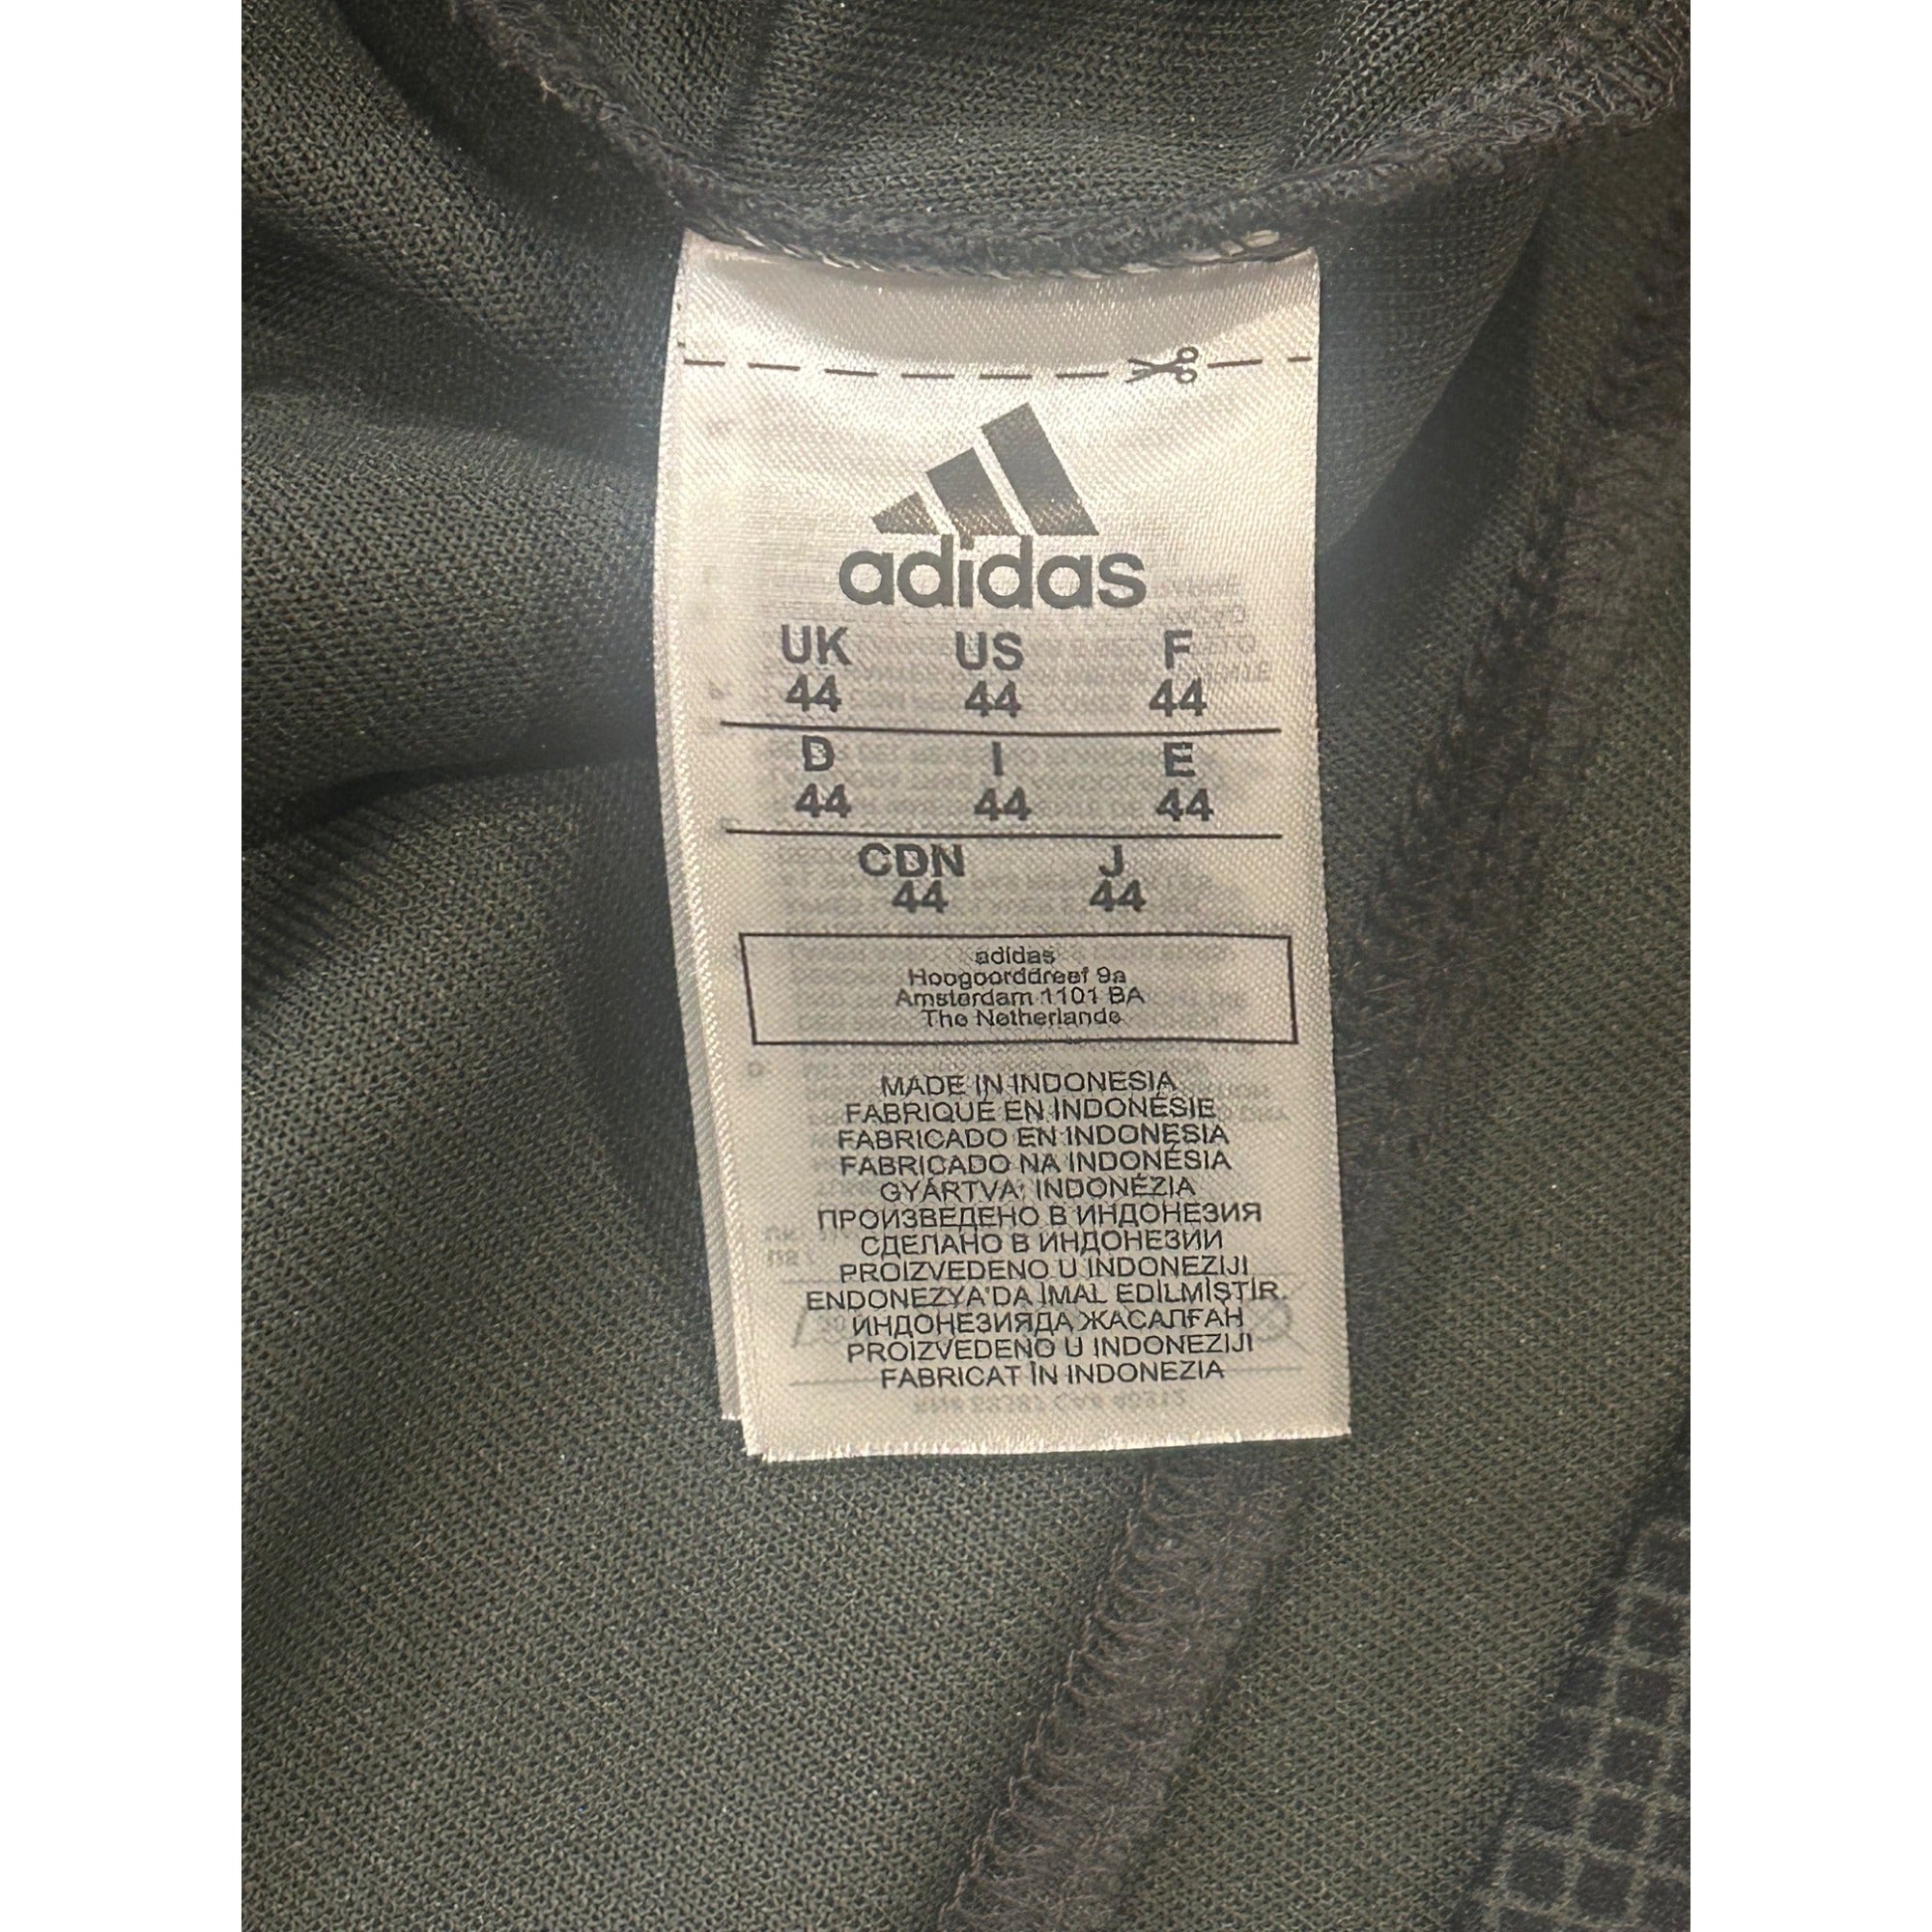 adidas
UK US F
44 44 44
D I E
44 44 44
CDN J
44 44
adidas
Hoogoorddreef 9a
Amsterdam 1101 BA
The Netherlands
MADE IN INDONESIA
FABRIQUÉ EN INDONÉSIE
FABRICADO EN INDONESIA
FABRICADO NA INDONÉSIA
GYÁRTVA: INDONÉZIA
ПРОИЗВЕДЕНО В ИНДОНЕЗИЯ
СДЕЛАНО В ИНДОНЕЗИИ
PROIZVEDENO U INDONEZIJI
ENDONEZYA'DA İMAL EDİLMİŞTİR.
ИНДОНЕЗИЯДА ЖАСАЛҒАН
PROIZVEDENO U INDONEZIJI
FABRICAT ÎN INDONEZIA